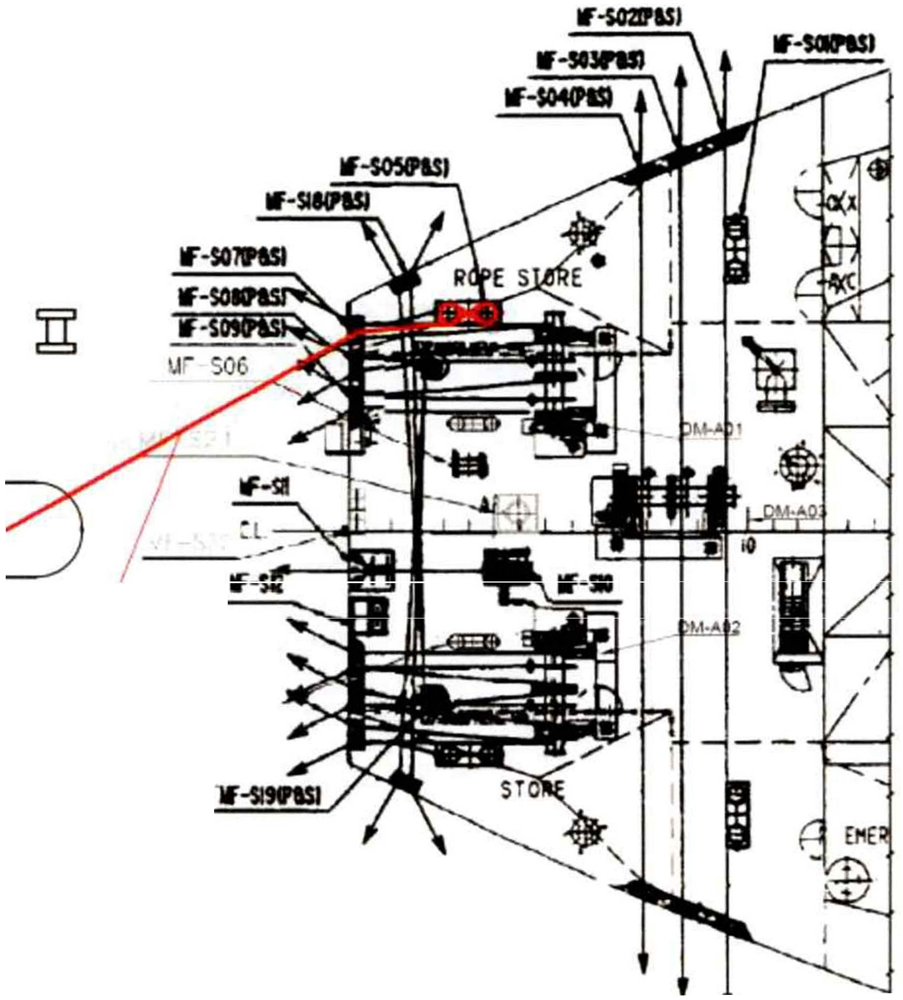 MF-S02(P&S)
MF-S01(P&S)
MF-S03(P&S)
MF-S04(P&S)
MF-S05(P&S)
MF-S18(P&S)
MF-S07(P&S)
ROPE STORE
MF-S08(P&S)
MF-S09(P&S)
MF-S06
DM-A01
MF-S11
DM-A03
C.L.
10
MF-S12
MF-S10
DM-A02
STORE
MF-S19(P&S)
EMER